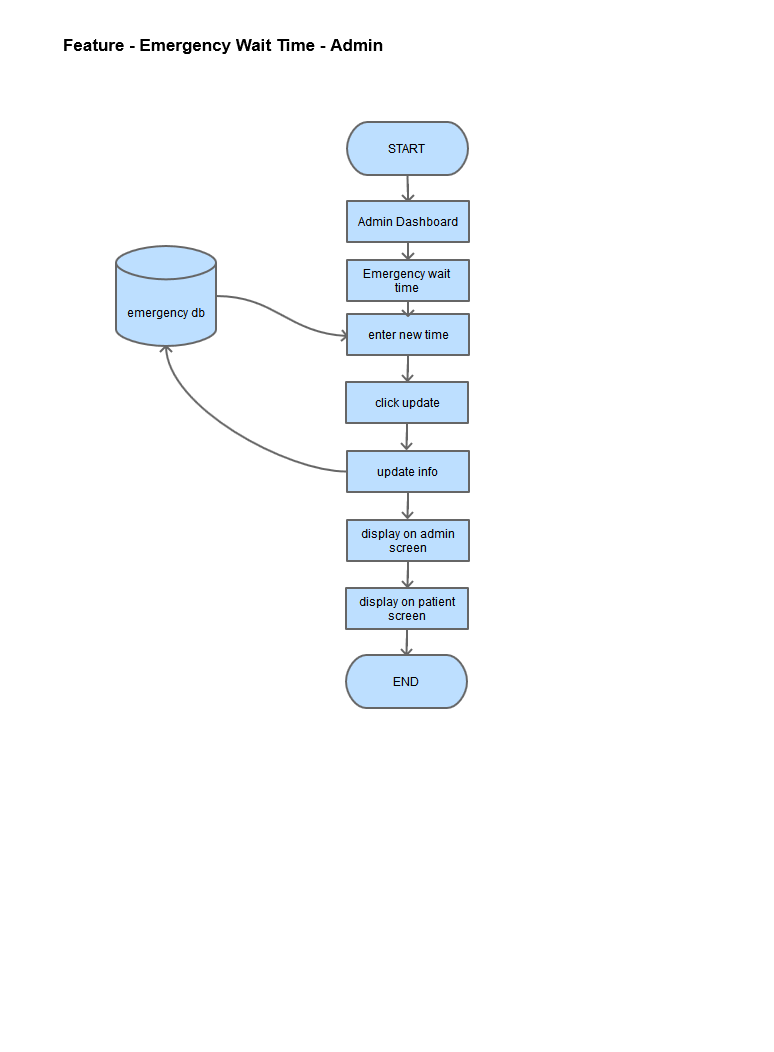 Feature - Emergency Wait Time - Admin
START
Admin Dashboard
Emergency wait
time
emergency db
enter new time
click update
update info
display on admin
screen
display on patient
screen
END